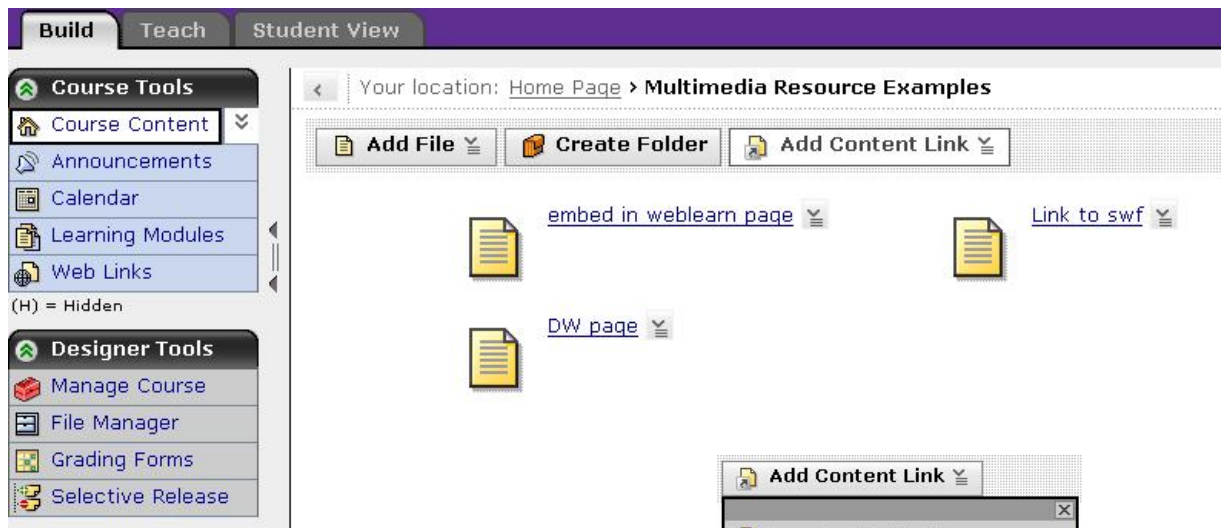 Build Teach Student View
Course Tools
Course Content
Announcements
Calendar
Learning Modules
Web Links
(H) = Hidden
Designer Tools
Manage Course
File Manager
Grading Forms
Selective Release
Your location: Home Page > Multimedia Resource Examples
Add File Create Folder Add Content Link
embed in weblearn page Link to swf
DW page
Add Content Link